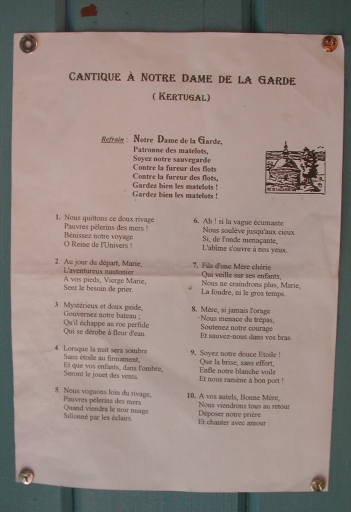 CANTIQUE À NOTRE DAME DE LA GARDE
( KERTUGAL)
Refrain : Notre Dame de la Garde,
Patronne des matelots,
Soyez notre sauvegarde
Contre la fureur des flots
Contre la fureur des flots,
Gardez bien les matelots !
Gardez bien les matelots !
1. Nous quittons ce doux rivage
Pauvres pèlerins des mers !
Bénissez notre voyage
O Reine de l'Univers !
2. Au jour du départ, Marie,
L'aventureux nautonier
A vos pieds, Vierge Marie,
Sent le besoin de prier.
3. Mystérieux et doux guide,
Gouvernez notre bateau ;
Qu'il échappe au roc perfide
Qui se dérobe à fleur d'eau.
4. Lorsque la nuit sera sombre
Sans étoile au firmament,
Et que vos enfants, dans l'ombre,
Seront le jouet des vents.
5. Nous voguons loin du rivage,
Pauvres pèlerins des mers
Quand viendra le noir nuage
Sillonné par les éclairs.
6. Ah ! si la vague écumante
Nous soulève jusqu'aux cieux
Si, de l'onde menaçante,
L'abîme s'ouvre à nos yeux.
7. Fils d'une Mère chérie
Qui veille sur ses enfants,
Nous ne craindrons plus, Marie,
La foudre, ni le gros temps.
8. Mère, si jamais l'orage
Nous menace du trépas,
Soutenez notre courage
Et sauvez-nous dans vos bras.
9. Soyez notre douce Etoile !
Que la brise, sans effort,
Enfle notre blanche voile
Et nous ramène à bon port !
10. A vos autels, Bonne Mère,
Nous viendrons tous au retour
Déposer notre prière
Et chanter avec amour :